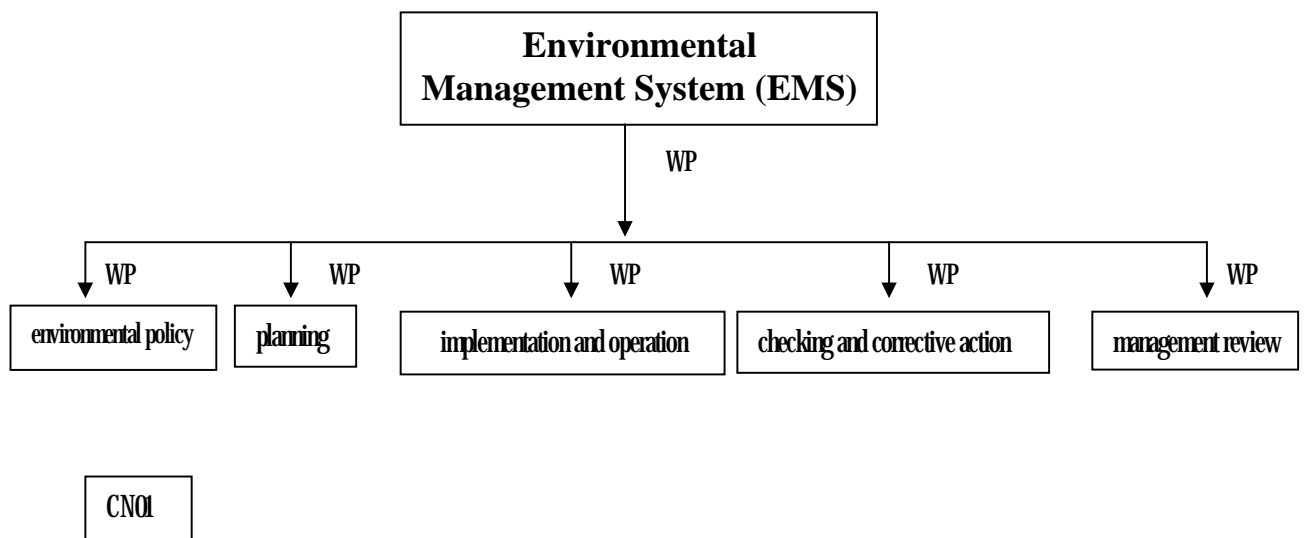 Environmental
Management System (EMS)
WP
WP WP WP WP WP
environmental policy planning implementation and operation checking and corrective action management review
CN01